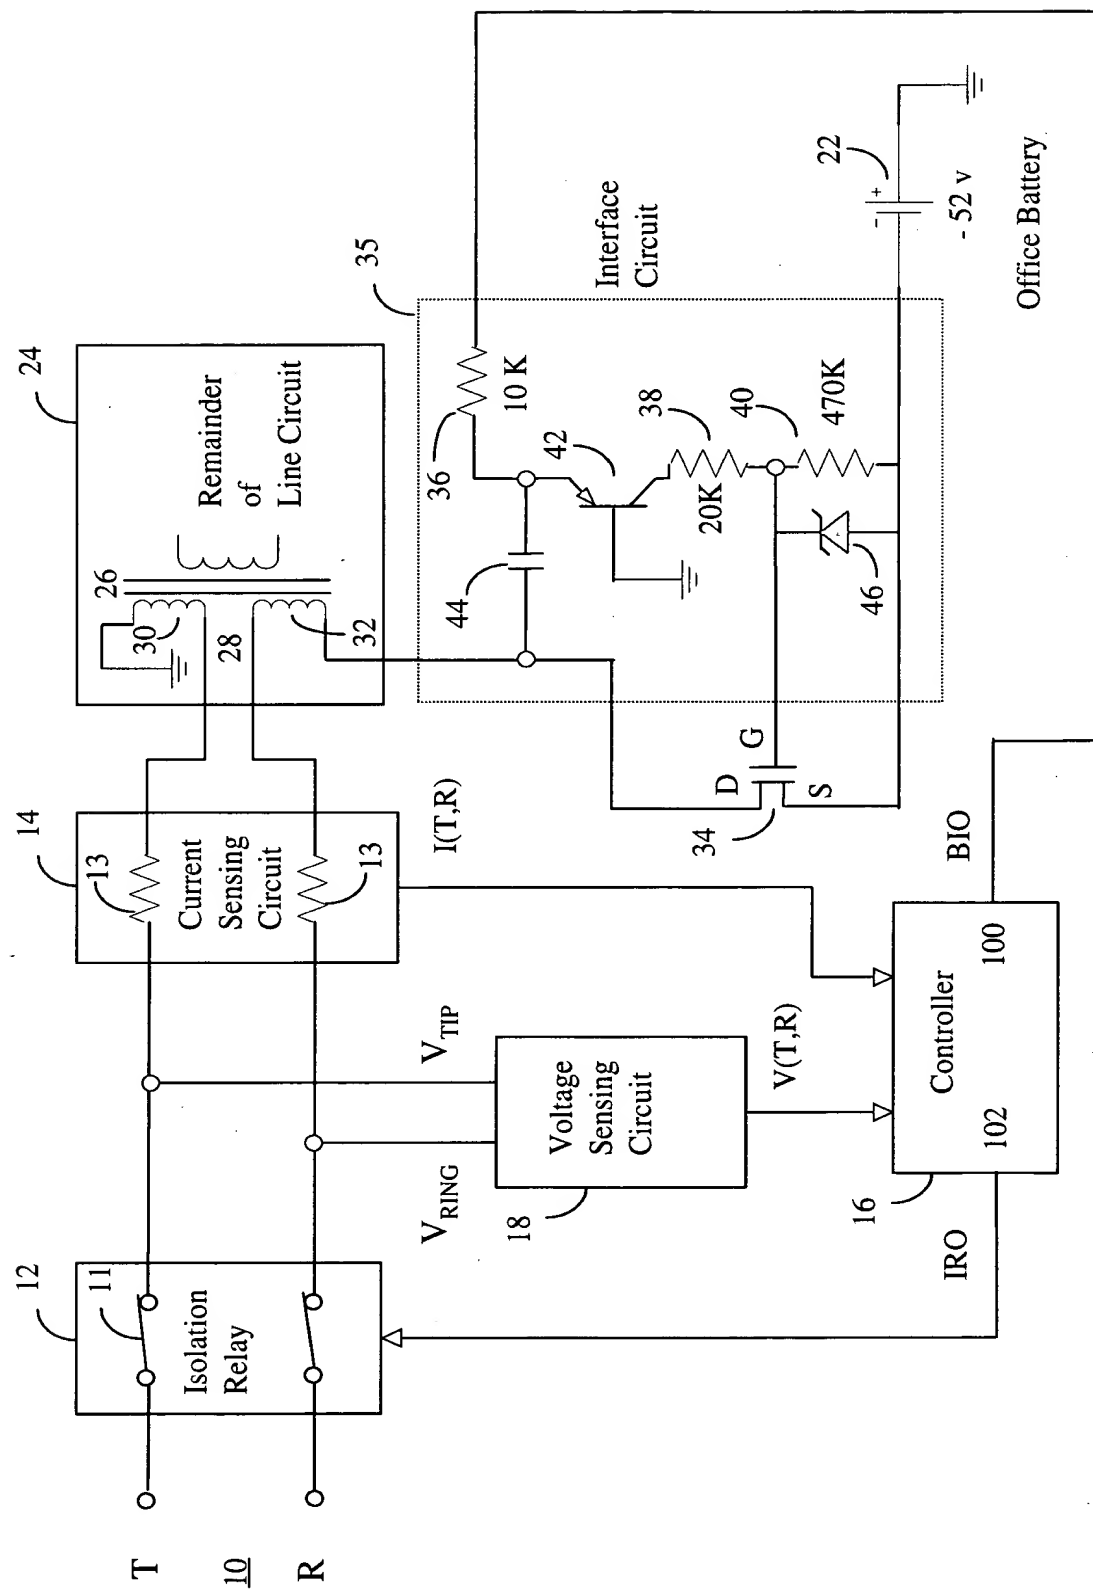 T
10
R
12
11
Isolation
Relay
V_TIP
V_RING
Voltage
Sensing
Circuit
18
V(T,R)
14
13
Current
Sensing
Circuit
13
I(T,R)
24
26
30
28
32
Remainder
of
Line Circuit
35
Interface
Circuit
36
10 K
44
42
38
20K
40
470K
46
D
G
S
34
22
- +
- 52 v
Office Battery
IRO
16
102
Controller
100
BIO